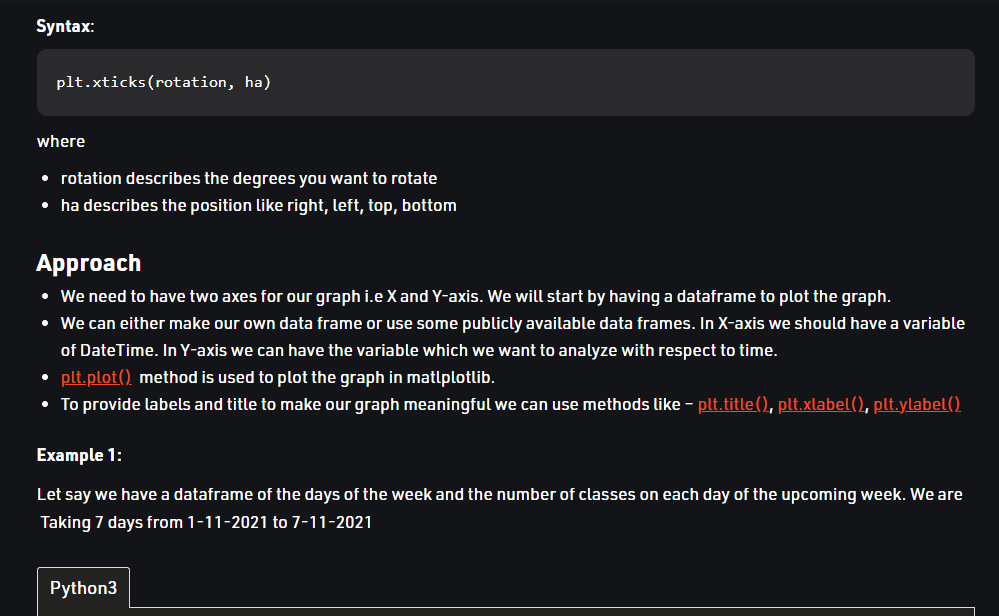 Syntax:
plt.xticks(rotation, ha)
where
• rotation describes the degrees you want to rotate
• ha describes the position like right, left, top, bottom
Approach
• We need to have two axes for our graph i.e X and Y-axis. We will start by having a dataframe to plot the graph.
• We can either make our own data frame or use some publicly available data frames. In X-axis we should have a variable
of DateTime. In Y-axis we can have the variable which we want to analyze with respect to time.
• plt.plot() method is used to plot the graph in matlplotlib.
• To provide labels and title to make our graph meaningful we can use methods like – plt.title(), plt.xlabel(), plt.ylabel()
Example 1:
Let say we have a dataframe of the days of the week and the number of classes on each day of the upcoming week. We are
Taking 7 days from 1-11-2021 to 7-11-2021
Python3